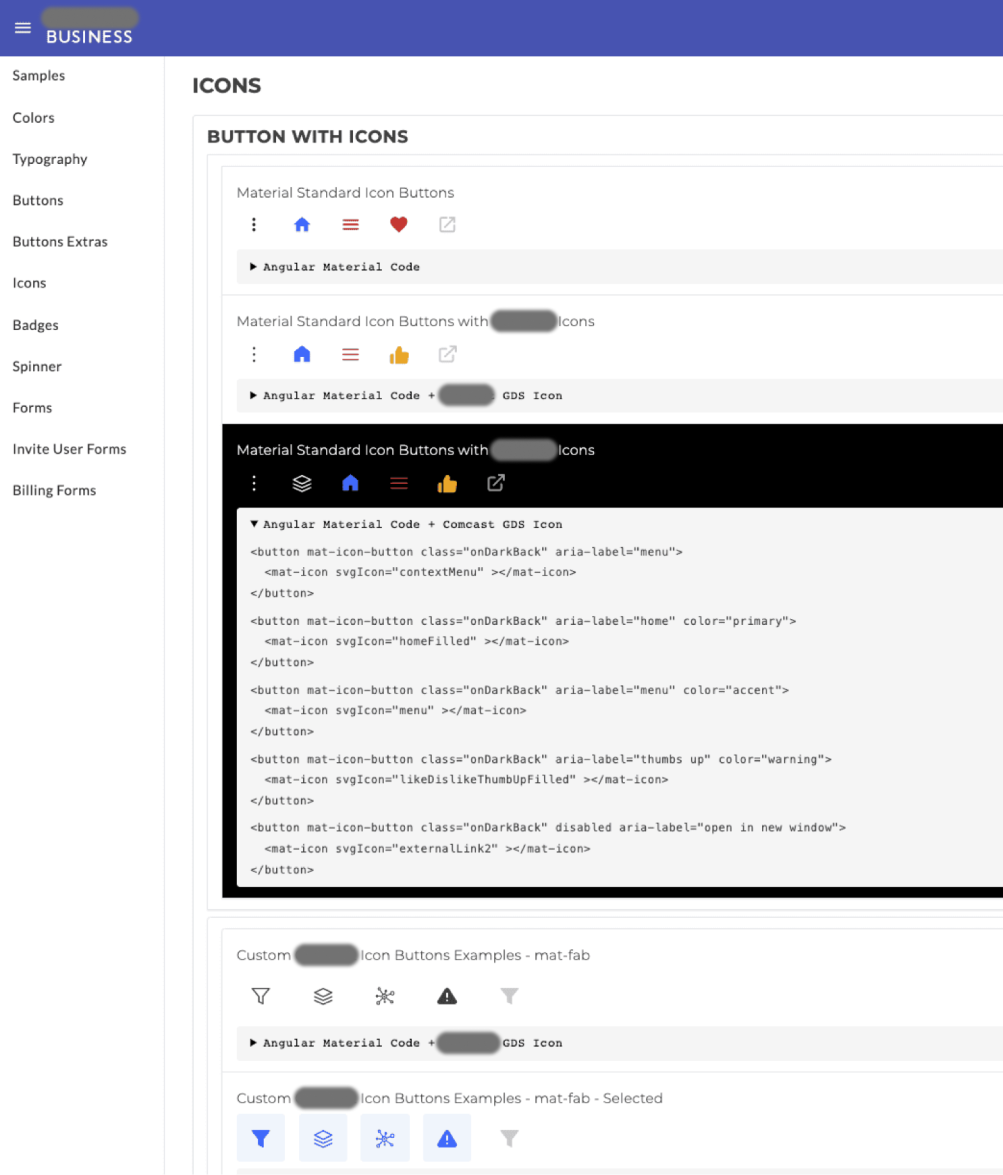 BUSINESS
Samples
Colors
Typography
Buttons
Buttons Extras
Icons
Badges
Spinner
Forms
Invite User Forms
Billing Forms
ICONS
BUTTON WITH ICONS
Material Standard Icon Buttons
Angular Material Code
Material Standard Icon Buttons with Icons
Angular Material Code + GDS Icon
Material Standard Icon Buttons with Icons
Angular Material Code + Comcast GDS Icon
<button mat-icon-button class="onDarkBack" aria-label="menu">
<mat-icon svgIcon="contextMenu" ></mat-icon>
</button>
<button mat-icon-button class="onDarkBack" aria-label="home" color="primary">
<mat-icon svgIcon="homeFilled" ></mat-icon>
</button>
<button mat-icon-button class="onDarkBack" aria-label="menu" color="accent">
<mat-icon svgIcon="menu" ></mat-icon>
</button>
<button mat-icon-button class="onDarkBack" aria-label="thumbs up" color="warning">
<mat-icon svgIcon="likeDislikeThumbUpFilled" ></mat-icon>
</button>
<button mat-icon-button class="onDarkBack" disabled aria-label="open in new window">
<mat-icon svgIcon="externalLink2" ></mat-icon>
</button>
Custom Icon Buttons Examples - mat-fab
Angular Material Code + GDS Icon
Custom Icon Buttons Examples - mat-fab - Selected